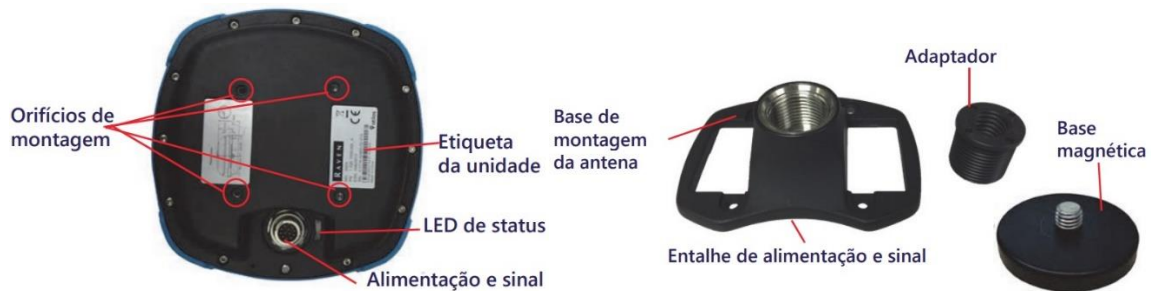 Orifícios de
montagem
RAVEN
CE
Etiqueta
da unidade
LED de status
Alimentação e sinal
Base de
montagem
da antena
Adaptador
Base
magnética
Entalhe de alimentação e sinal